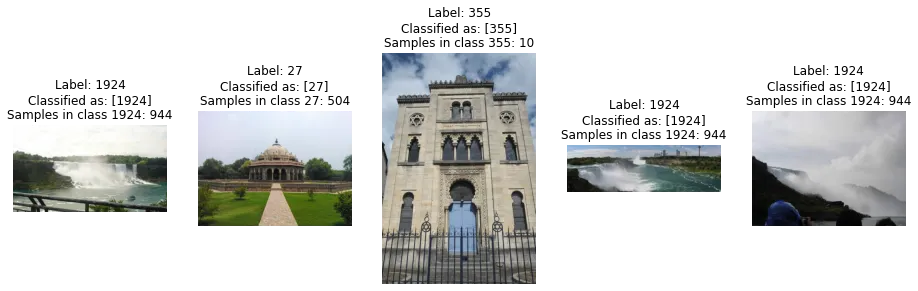 Label: 1924
Classified as: [1924]
Samples in class 1924: 944
Label: 27
Classified as: [27]
Samples in class 27: 504
Label: 355
Classified as: [355]
Samples in class 355: 10
Label: 1924
Classified as: [1924]
Samples in class 1924: 944
Label: 1924
Classified as: [1924]
Samples in class 1924: 944